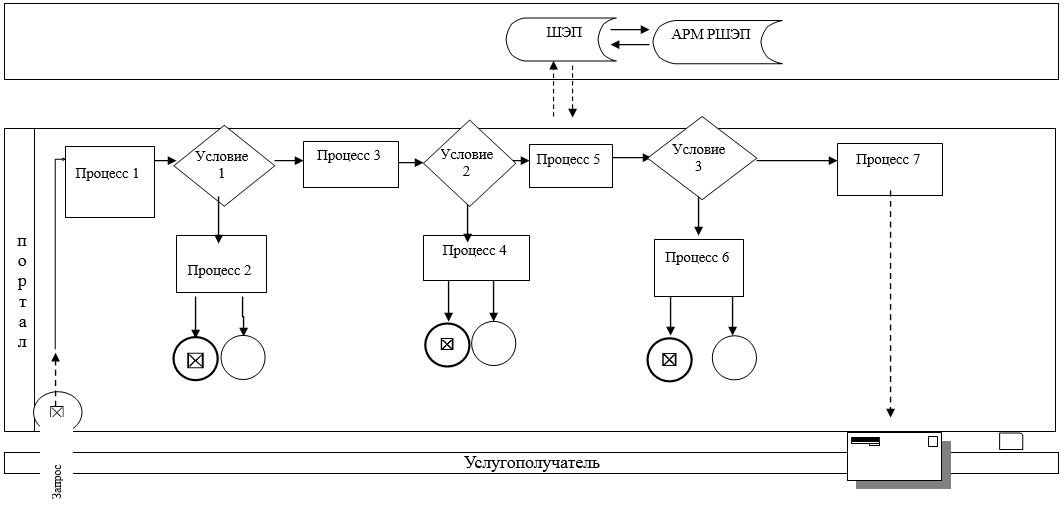 ШЭП
АРМ РШЭП
Процесс 1
Условие
1
Процесс 3
Условие
2
Процесс 5
Условие
3
Процесс 7
Процесс 2
Процесс 4
Процесс 6
портал
Запрос
Услугополучатель